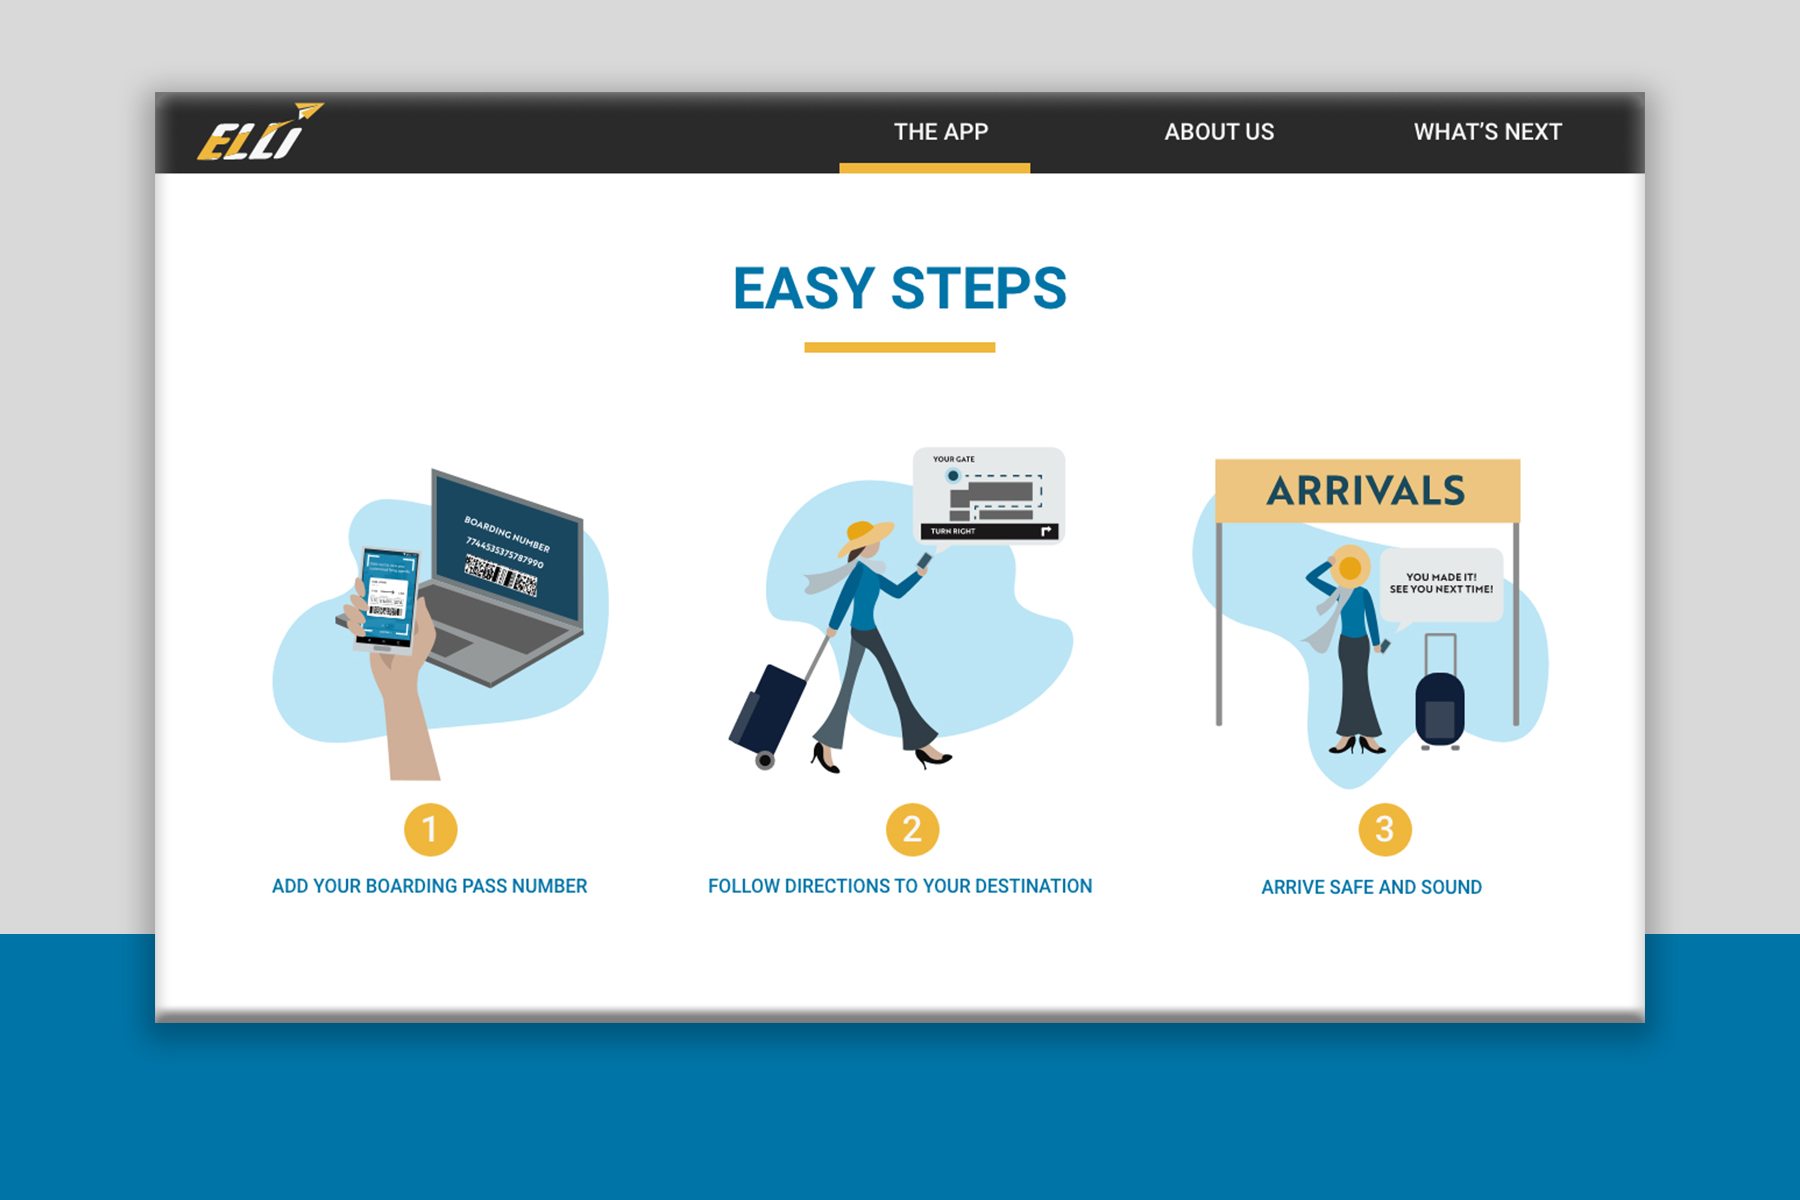 ELLI
THE APP
ABOUT US
WHAT'S NEXT
EASY STEPS
BOARDING NUMBER
7744535375787990
1
ADD YOUR BOARDING PASS NUMBER
YOUR GATE
TURN RIGHT
2
FOLLOW DIRECTIONS TO YOUR DESTINATION
ARRIVALS
YOU MADE IT!
SEE YOU NEXT TIME!
3
ARRIVE SAFE AND SOUND